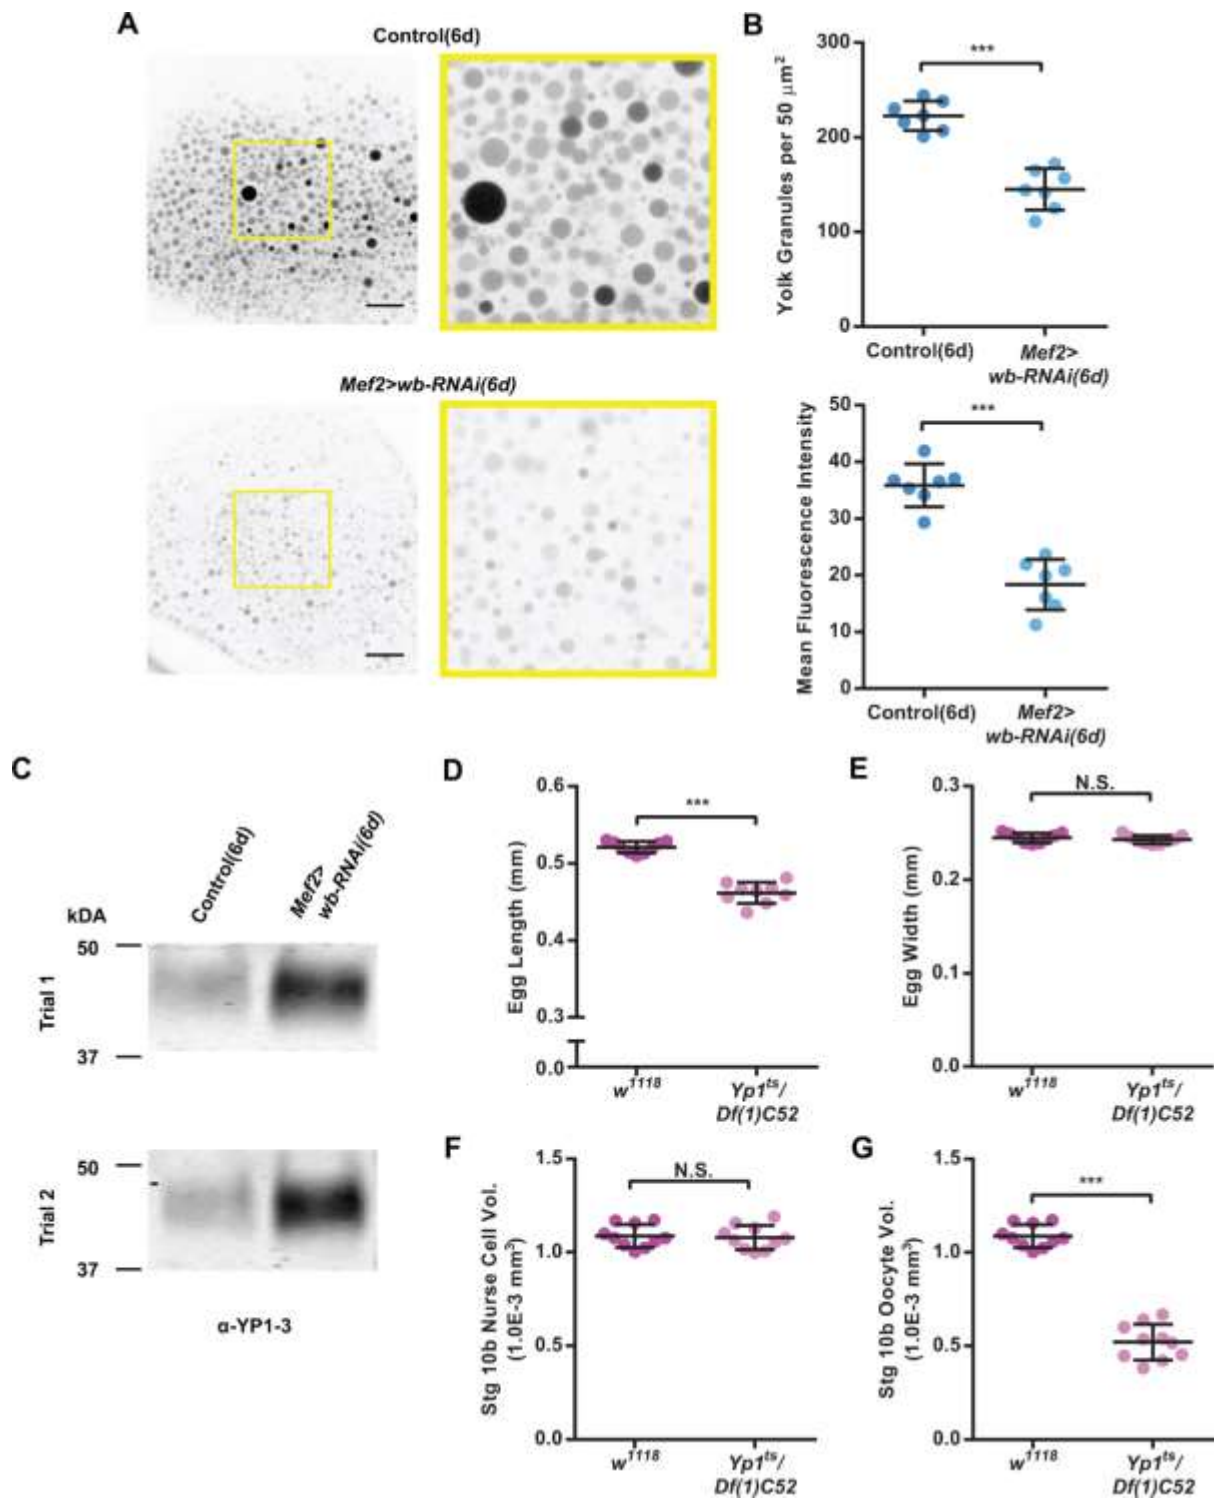 A
Control(6d)
Mef2>wb-RNAi(6d)
B
Yolk Granules per 50 μm²
300
200
100
0
***
Control(6d)
Mef2>
wb-RNAi(6d)
Mean Fluorescence Intensity
50
40
30
20
10
0
***
Control(6d)
Mef2>
wb-RNAi(6d)
C
kDA
Control(6d)
Mef2>
wb-RNAi(6d)
Trial 1
50
37
Trial 2
50
37
α-YP1-3
D
Egg Length (mm)
0.6
0.5
0.4
0.3
0.0
***
w¹¹¹⁸
Yp1ᵗˢ/
Df(1)C52
E
Egg Width (mm)
0.3
0.2
0.1
0.0
N.S.
w¹¹¹⁸
Yp1ᵗˢ/
Df(1)C52
F
Stg 10b Nurse Cell Vol.
(1.0E-3 mm³)
1.5
1.0
0.5
0.0
N.S.
w¹¹¹⁸
Yp1ᵗˢ/
Df(1)C52
G
Stg 10b Oocyte Vol.
(1.0E-3 mm³)
1.5
1.0
0.5
0.0
***
w¹¹¹⁸
Yp1ᵗˢ/
Df(1)C52